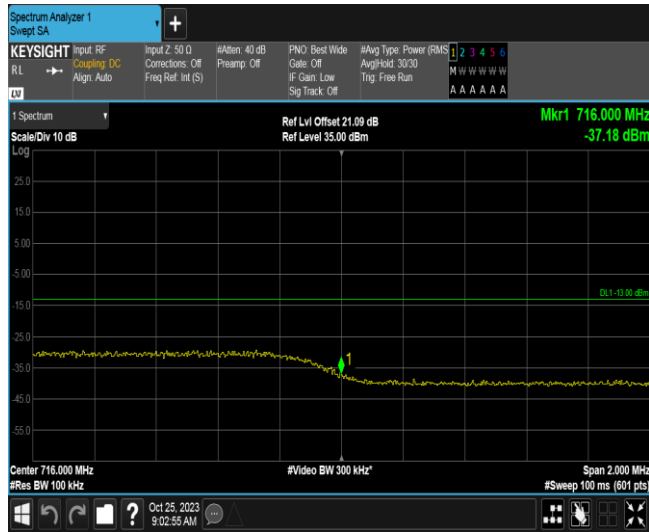 Spectrum Analyzer 1
Swept SA
+
KEYSIGHT
RL
LXI
Input: RF
Coupling: DC
Align: Auto
Input Z: 50 Ω
Corrections: Off
Freq Ref: Int (S)
#Atten: 40 dB
Preamp: Off
PNO: Best Wide
Gate: Off
IF Gain: Low
Sig Track: Off
#Avg Type: Power (RMS
Avg|Hold: 30/30
Trig: Free Run
1 2 3 4 5 6
M W W W W W
A A A A A A
1 Spectrum
Scale/Div 10 dB
Log
Ref Lvl Offset 21.09 dB
Ref Level 35.00 dBm
Mkr1 716.000 MHz
-37.18 dBm
25.0
15.0
5.00
-5.00
DL1 -13.00 dBm
-15.0
-25.0
1
-35.0
-45.0
-55.0
Center 716.000 MHz
#Res BW 100 kHz
#Video BW 300 kHz*
Span 2.000 MHz
#Sweep 100 ms (601 pts)
?
Oct 25, 2023
9:02:55 AM